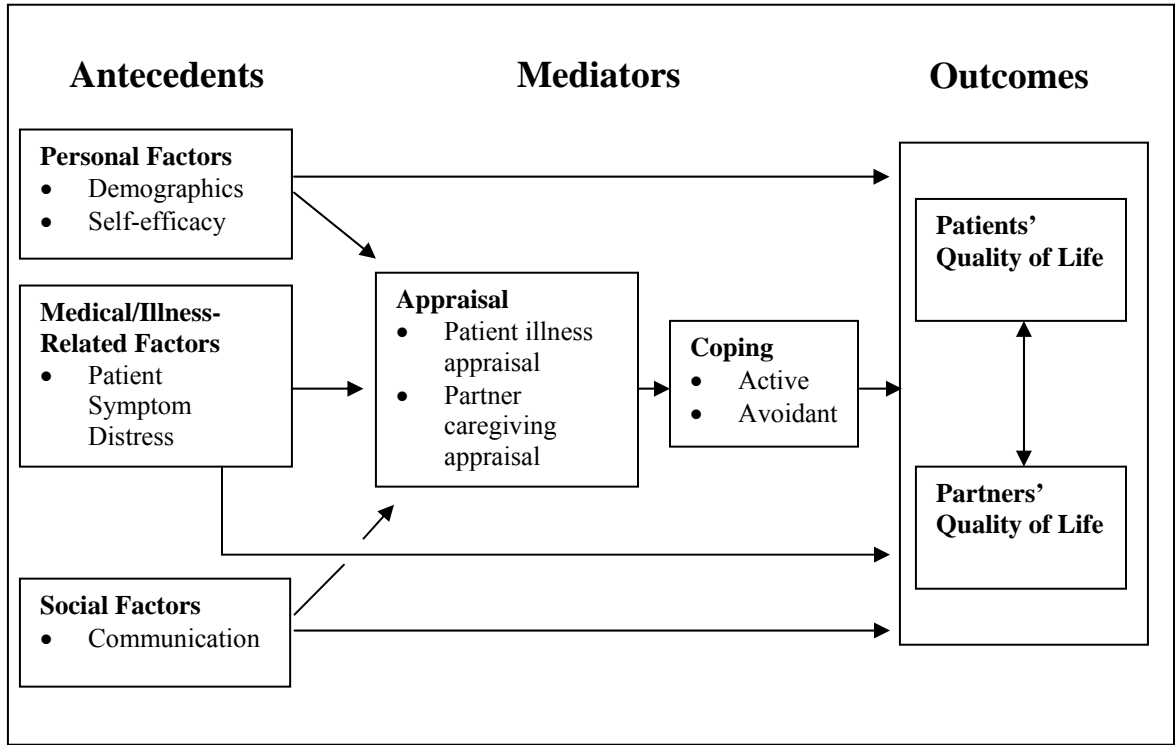 Antecedents
Mediators
Outcomes
Personal Factors
• Demographics
• Self-efficacy
Medical/Illness-
Related Factors
• Patient
Symptom
Distress
Social Factors
• Communication
Appraisal
• Patient illness
appraisal
• Partner
caregiving
appraisal
Coping
• Active
• Avoidant
Patients’
Quality of Life
Partners’
Quality of Life